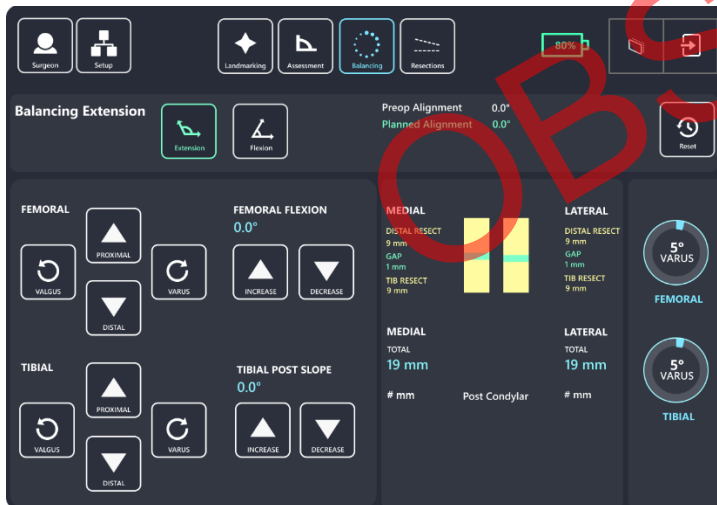 80%
Surgeon Setup Landmarking Assessment Balancing Resections
Balancing Extension
Extension Flexion
Preop Alignment 0.0°
Planned Alignment 0.0°
Reset
FEMORAL
PROXIMAL
VALGUS VARUS
DISTAL
FEMORAL FLEXION
0.0°
INCREASE DECREASE
TIBIAL
PROXIMAL
VALGUS VARUS
DISTAL
TIBIAL POST SLOPE
0.0°
INCREASE DECREASE
MEDIAL
DISTAL RESECT
9 mm
GAP
1 mm
TIB RESECT
9 mm
LATERAL
DISTAL RESECT
9 mm
GAP
1 mm
TIB RESECT
9 mm
MEDIAL LATERAL
TOTAL TOTAL
19 mm 19 mm
# mm Post Condylar # mm
5°
VARUS
FEMORAL
5°
VARUS
TIBIAL
OBS